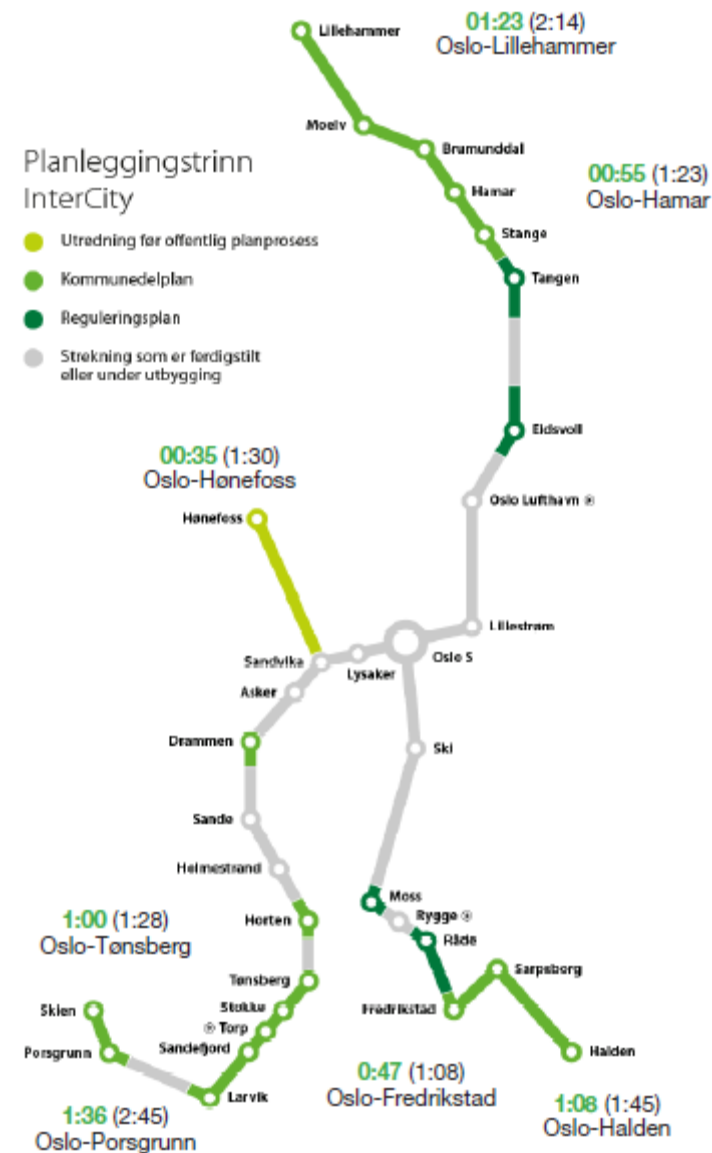 01:23 (2:14)
Oslo-Lillehammer
Lillehammer
Moelv
Brumunddal
Planleggingstrinn
InterCity
00:55 (1:23)
Oslo-Hamar
Hamar
Utredning før offentlig planprosess
Stange
Kommunedelplan
Tangen
Reguleringsplan
Strekning som er ferdigstilt
eller under utbygging
Eidsvoll
00:35 (1:30)
Oslo-Hønefoss
Oslo Lufthavn
Hønefoss
Lillestrøm
Oslo S
Sandvika
Lysaker
Asker
Drammen
Ski
Sande
Holmestrand
Moss
Rygge
Horten
1:00 (1:28)
Oslo-Tønsberg
Råde
Sarpsborg
Tønsberg
Skien
Stokke
Torp
Fredrikstad
Sandefjord
Porsgrunn
Halden
0:47 (1:08)
Oslo-Fredrikstad
Larvik
1:36 (2:45)
Oslo-Porsgrunn
1:08 (1:45)
Oslo-Halden